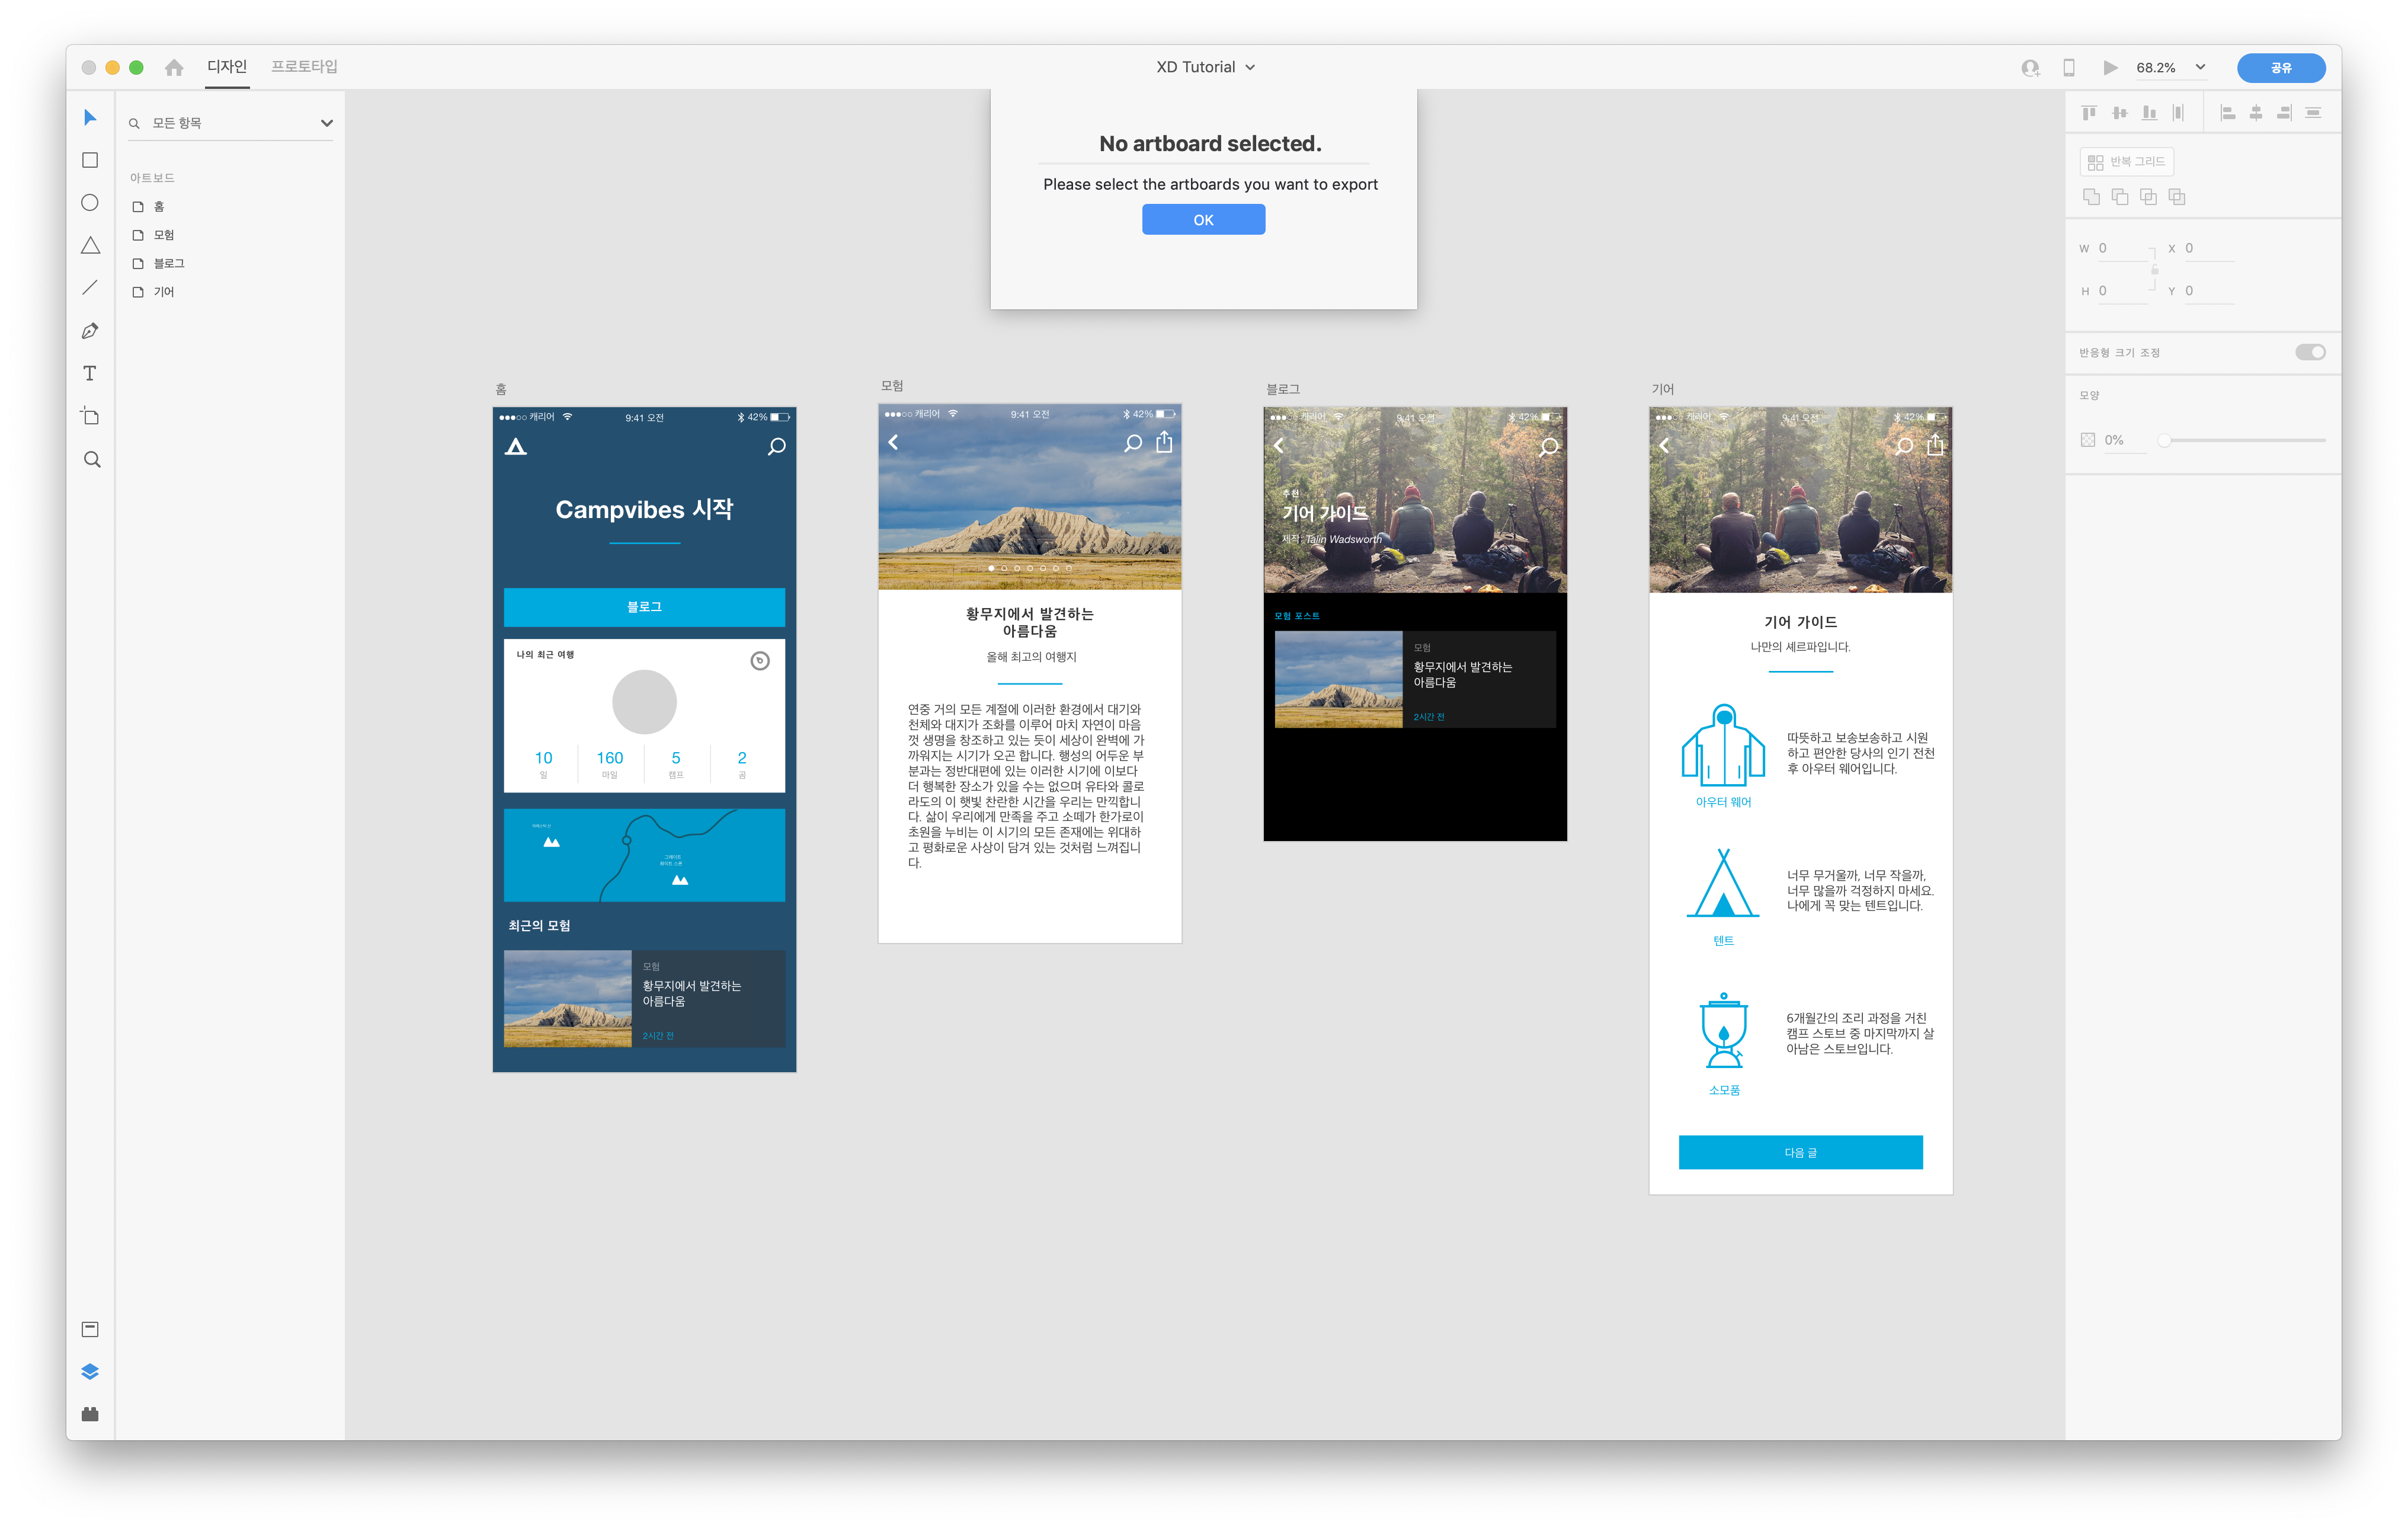 디자인
프로토타입
XD Tutorial
68.2%
공유
모든 항목
아트보드
홈
모험
블로그
기어
No artboard selected.
Please select the artboards you want to export
OK
반복 그리드
W 0
X 0
H 0
Y 0
반응형 크기 조정
모양
0%
홈
캐리어
9:41 오전
42%
Campvibes 시작
블로그
나의 최근 여행
10
160
5
2
일
마일
캠프
곰
그레이트
화이트 스론
최근의 모험
모험
황무지에서 발견하는
아름다움
2시간 전
모험
캐리어
9:41 오전
42%
황무지에서 발견하는
아름다움
올해 최고의 여행지
연중 거의 모든 계절에 이러한 환경에서 대기와
천체와 대지가 조화를 이루어 마치 자연이 마음
껏 생명을 창조하고 있는 듯이 세상이 완벽에 가
까워지는 시기가 오곤 합니다. 행성의 어두운 부
분과는 정반대편에 있는 이러한 시기에 이보다
더 행복한 장소가 있을 수는 없으며 유타와 콜로
라도의 이 햇빛 찬란한 시간을 우리는 만끽합니
다. 삶이 우리에게 만족을 주고 소떼가 한가로이
초원을 누비는 이 시기의 모든 존재에는 위대하
고 평화로운 사상이 담겨 있는 것처럼 느껴집니
다.
블로그
캐리어
9:41 오전
42%
추천
기어 가이드
제작: Talin Wadsworth
모험 포스트
모험
황무지에서 발견하는
아름다움
2시간 전
기어
캐리어
9:41 오전
42%
기어 가이드
나만의 셰르파입니다.
따뜻하고 보송보송하고 시원
하고 편안한 당사의 인기 전천
후 아우터 웨어입니다.
아우터 웨어
너무 무거울까, 너무 작을까,
너무 많을까 걱정하지 마세요.
나에게 꼭 맞는 텐트입니다.
텐트
6개월간의 조리 과정을 거친
캠프 스토브 중 마지막까지 살
아남은 스토브입니다.
소모품
다음 글